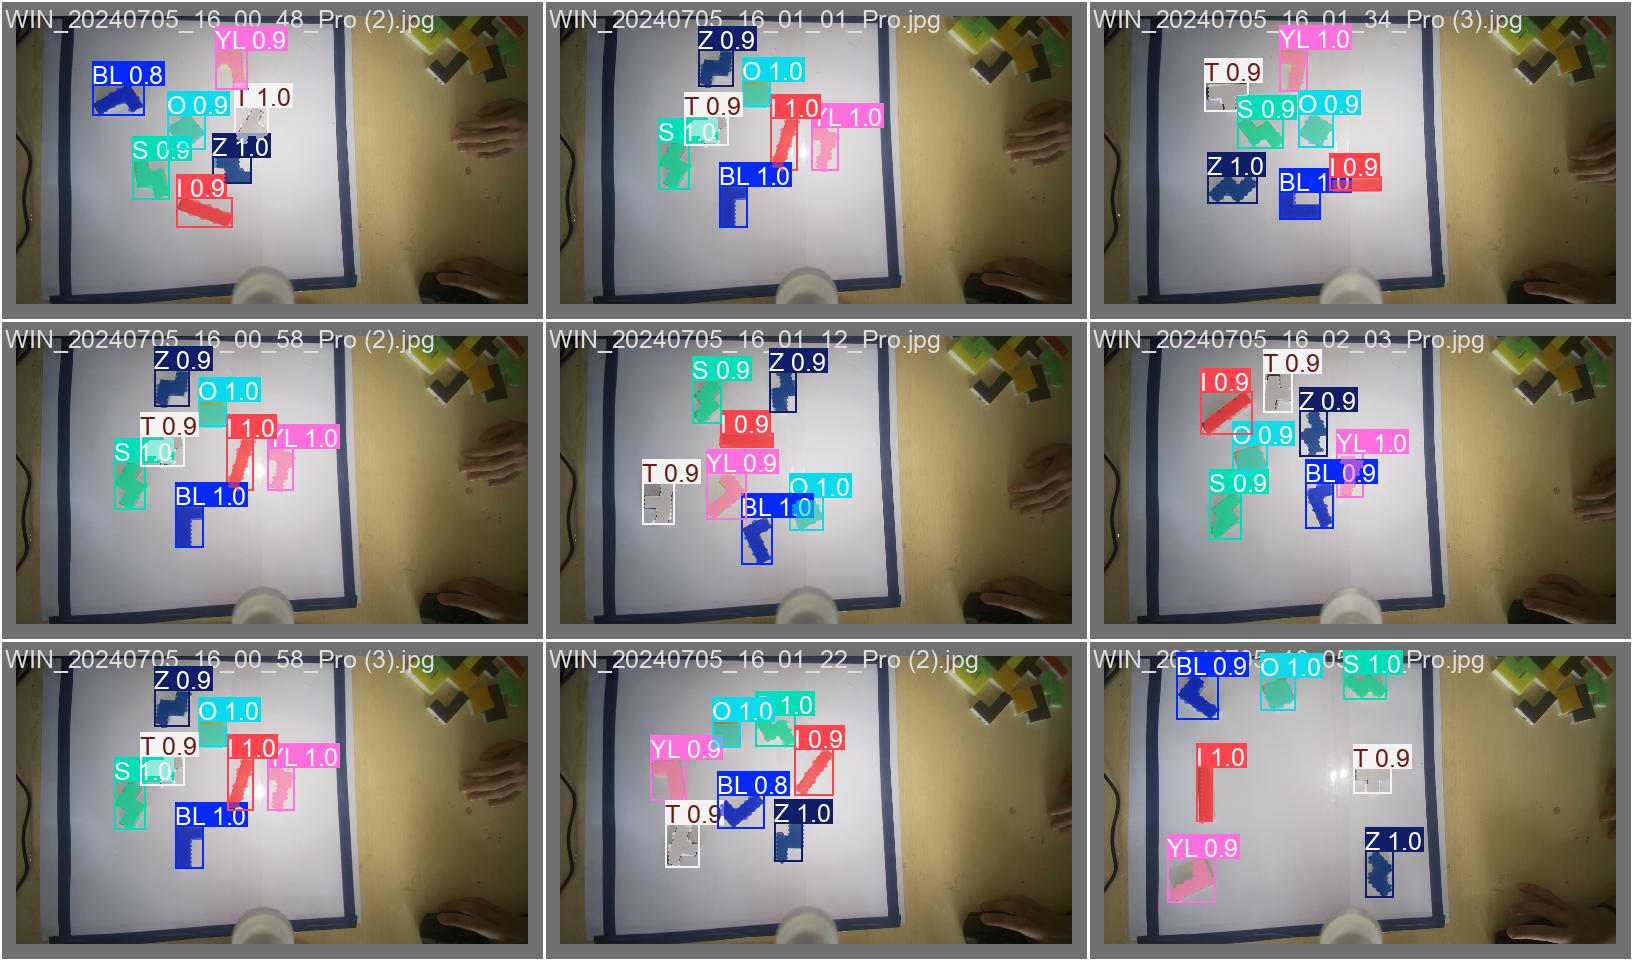 WIN_20240705_16_00_48_Pro (2).jpg
YL 0.9
BL 0.8
O 0.9
T 1.0
S 0.9
Z 1.0
I 0.9
WIN_20240705_16_01_01_Pro.jpg
Z 0.9
O 1.0
T 0.9
I 1.0
YL 1.0
S 1.0
BL 1.0
WIN_20240705_16_01_34_Pro (3).jpg
YL 1.0
T 0.9
S 0.9
O 0.9
Z 1.0
I 0.9
BL 1.0
WIN_20240705_16_00_58_Pro (2).jpg
Z 0.9
O 1.0
T 0.9
I 1.0
YL 1.0
S 1.0
BL 1.0
WIN_20240705_16_01_12_Pro.jpg
Z 0.9
S 0.9
I 0.9
YL 0.9
T 0.9
O 1.0
BL 1.0
WIN_20240705_16_02_03_Pro.jpg
T 0.9
I 0.9
Z 0.9
O 0.9
YL 1.0
BL 0.9
S 0.9
WIN_20240705_16_00_58_Pro (3).jpg
Z 0.9
O 1.0
T 0.9
I 1.0
YL 1.0
S 1.0
BL 1.0
WIN_20240705_16_01_22_Pro (2).jpg
O 1.0
1.0
I 0.9
YL 0.9
BL 0.8
T 0.9
Z 1.0
Pro.jpg
BL 0.9
O 1.0
S 1.0
I 1.0
T 0.9
Z 1.0
YL 0.9